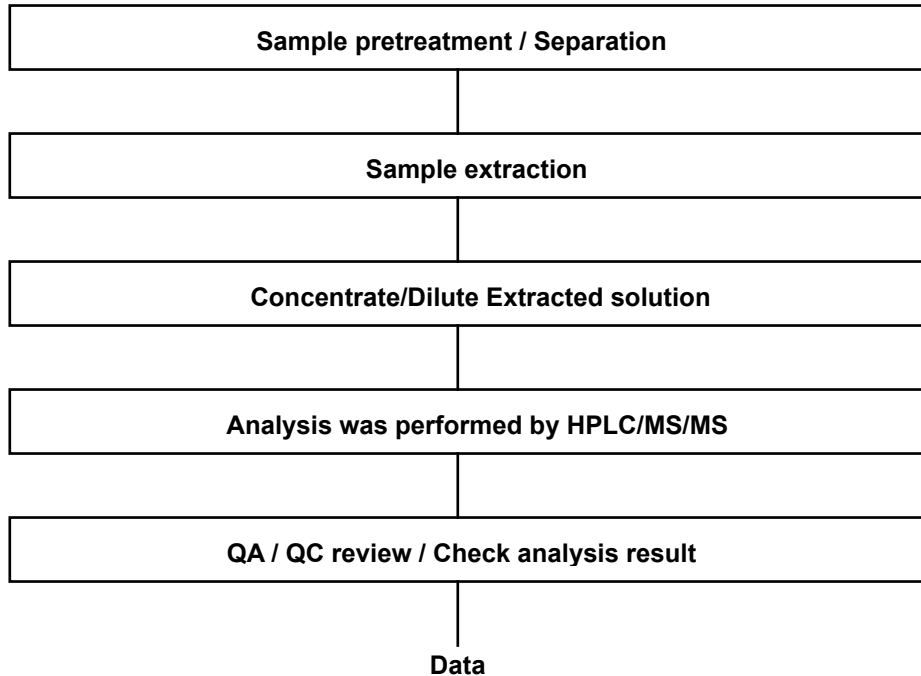 Sample pretreatment / Separation
Sample extraction
Concentrate/Dilute Extracted solution
Analysis was performed by HPLC/MS/MS
QA / QC review / Check analysis result
Data